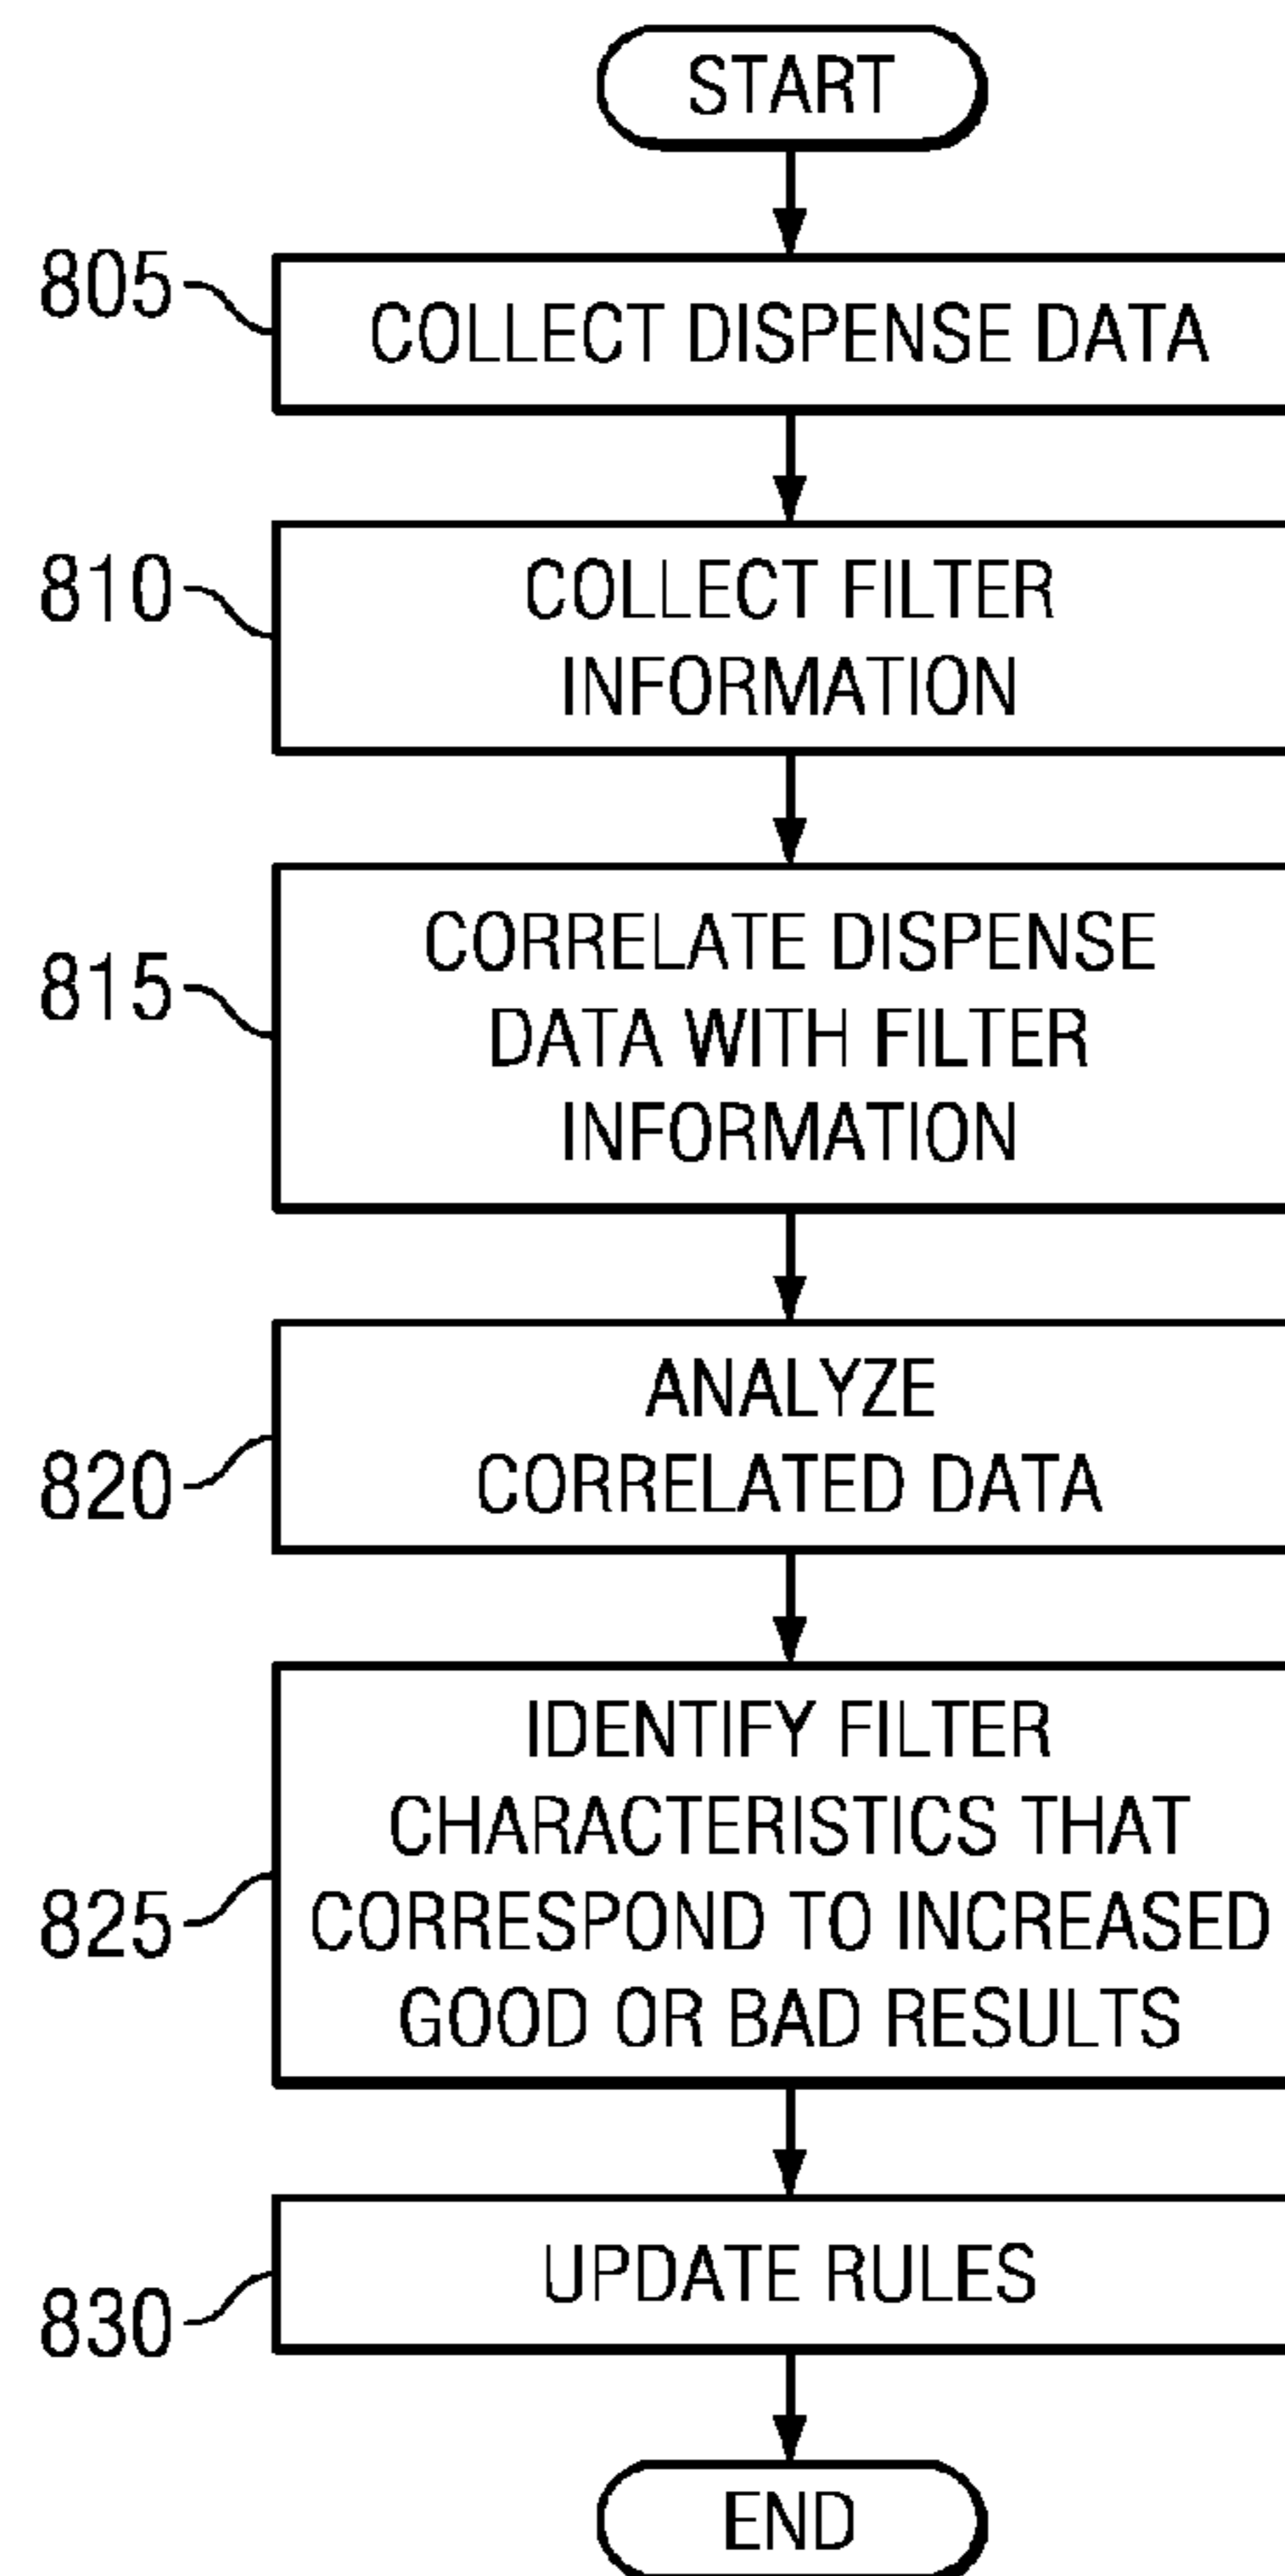 START
805
COLLECT DISPENSE DATA
810
COLLECT FILTER
INFORMATION
815
CORRELATE DISPENSE
DATA WITH FILTER
INFORMATION
820
ANALYZE
CORRELATED DATA
825
IDENTIFY FILTER
CHARACTERISTICS THAT
CORRESPOND TO INCREASED
GOOD OR BAD RESULTS
830
UPDATE RULES
END